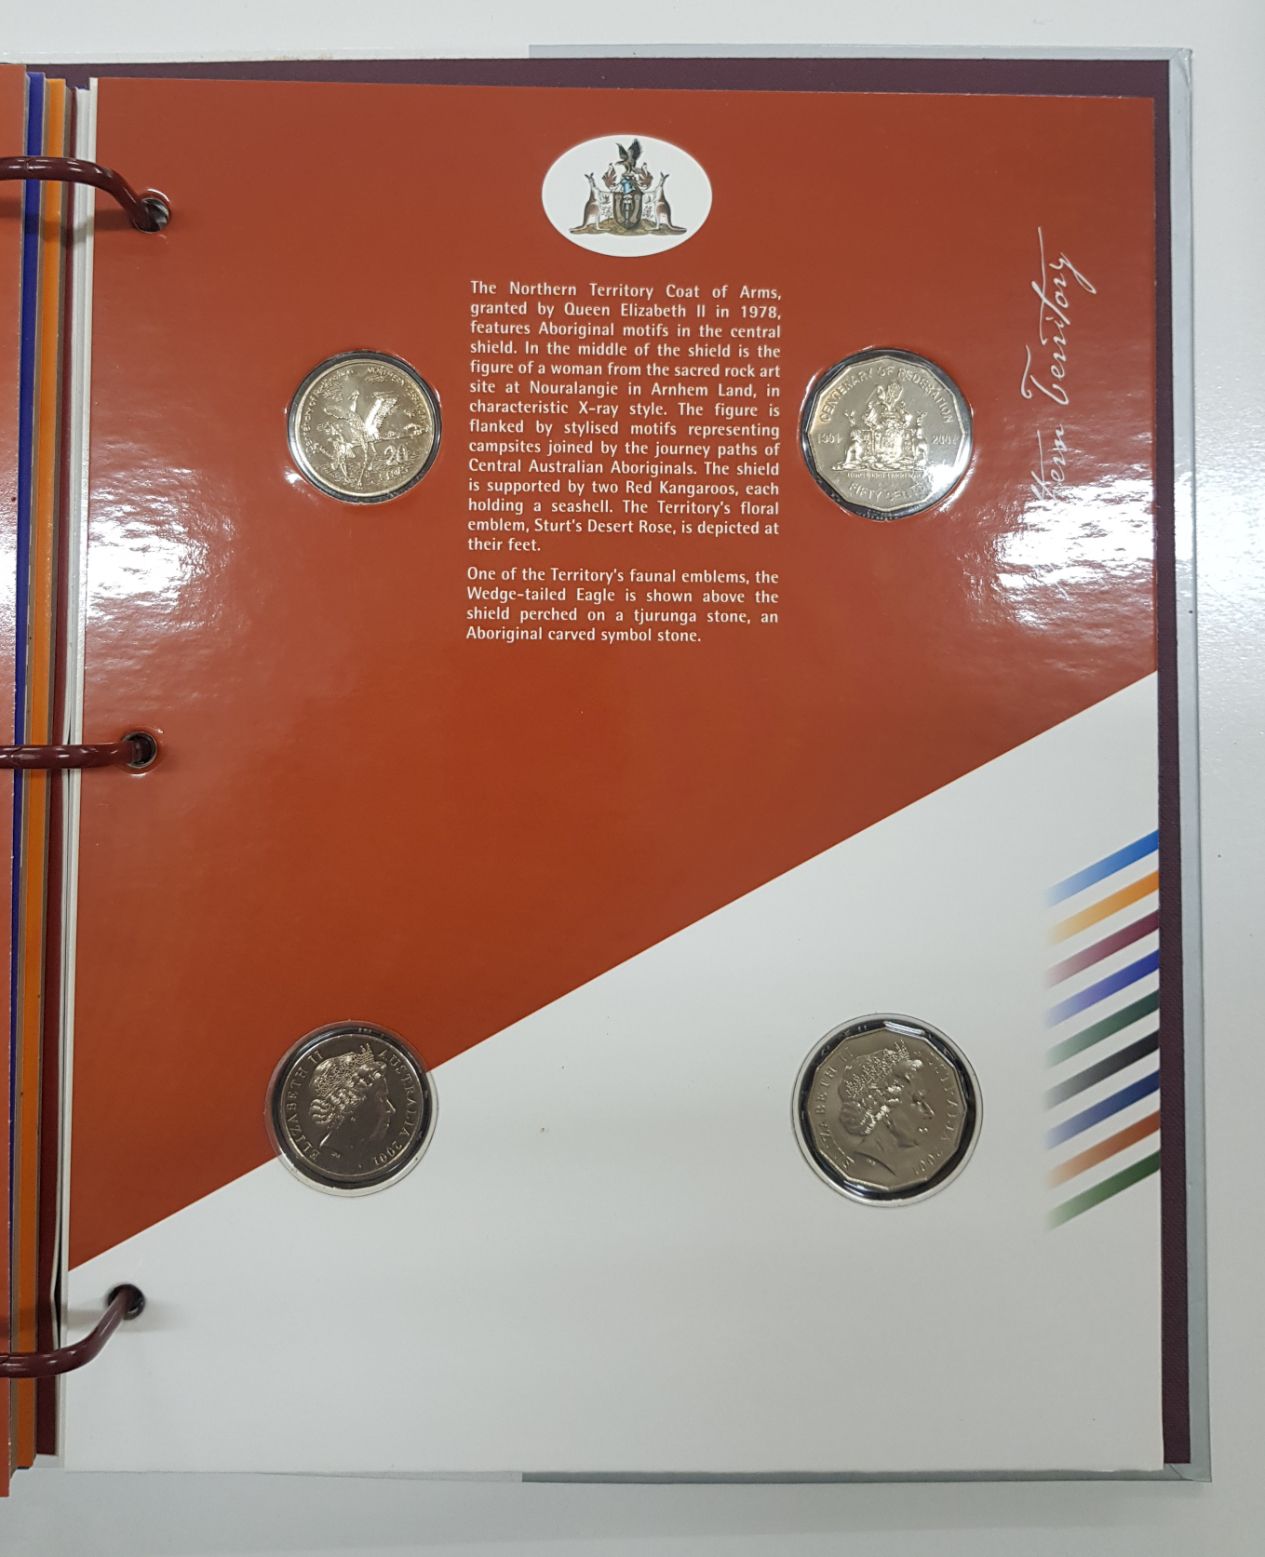 The Northern Territory Coat of Arms,
granted by Queen Elizabeth II in 1978,
features Aboriginal motifs in the central
shield. In the middle of the shield is the
figure of a woman from the sacred rock art
site at Nouralangie in Arnhem Land, in
characteristic X-ray style. The figure is
flanked by stylised motifs representing
campsites joined by the journey paths of
Central Australian Aboriginals. The shield
is supported by two Red Kangaroos, each
holding a seashell. The Territory's floral
emblem, Sturt's Desert Rose, is depicted at
their feet.
One of the Territory's faunal emblems, the
Wedge-tailed Eagle is shown above the
shield perched on a tjurunga stone, an
Aboriginal carved symbol stone.
Territory
20
CENTENARY OF FEDERATION
1901 2001
FIFTY CENTS
ELIZABETH II AUSTRALIA 2001